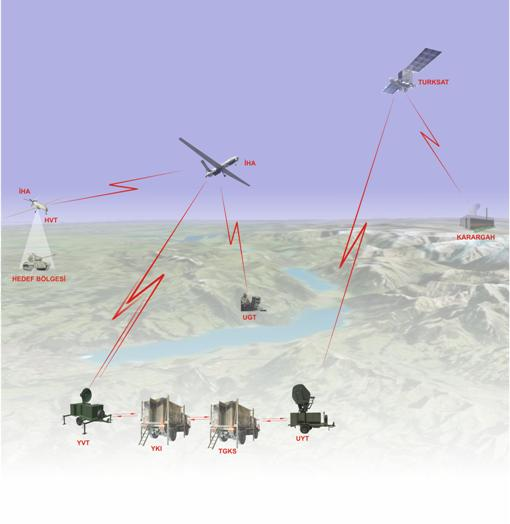 TURKSAT
İHA
İHA
HVT
KARARGAH
HEDEF BÖLGESİ
UGT
YVT
YKI
TGKS
UYT